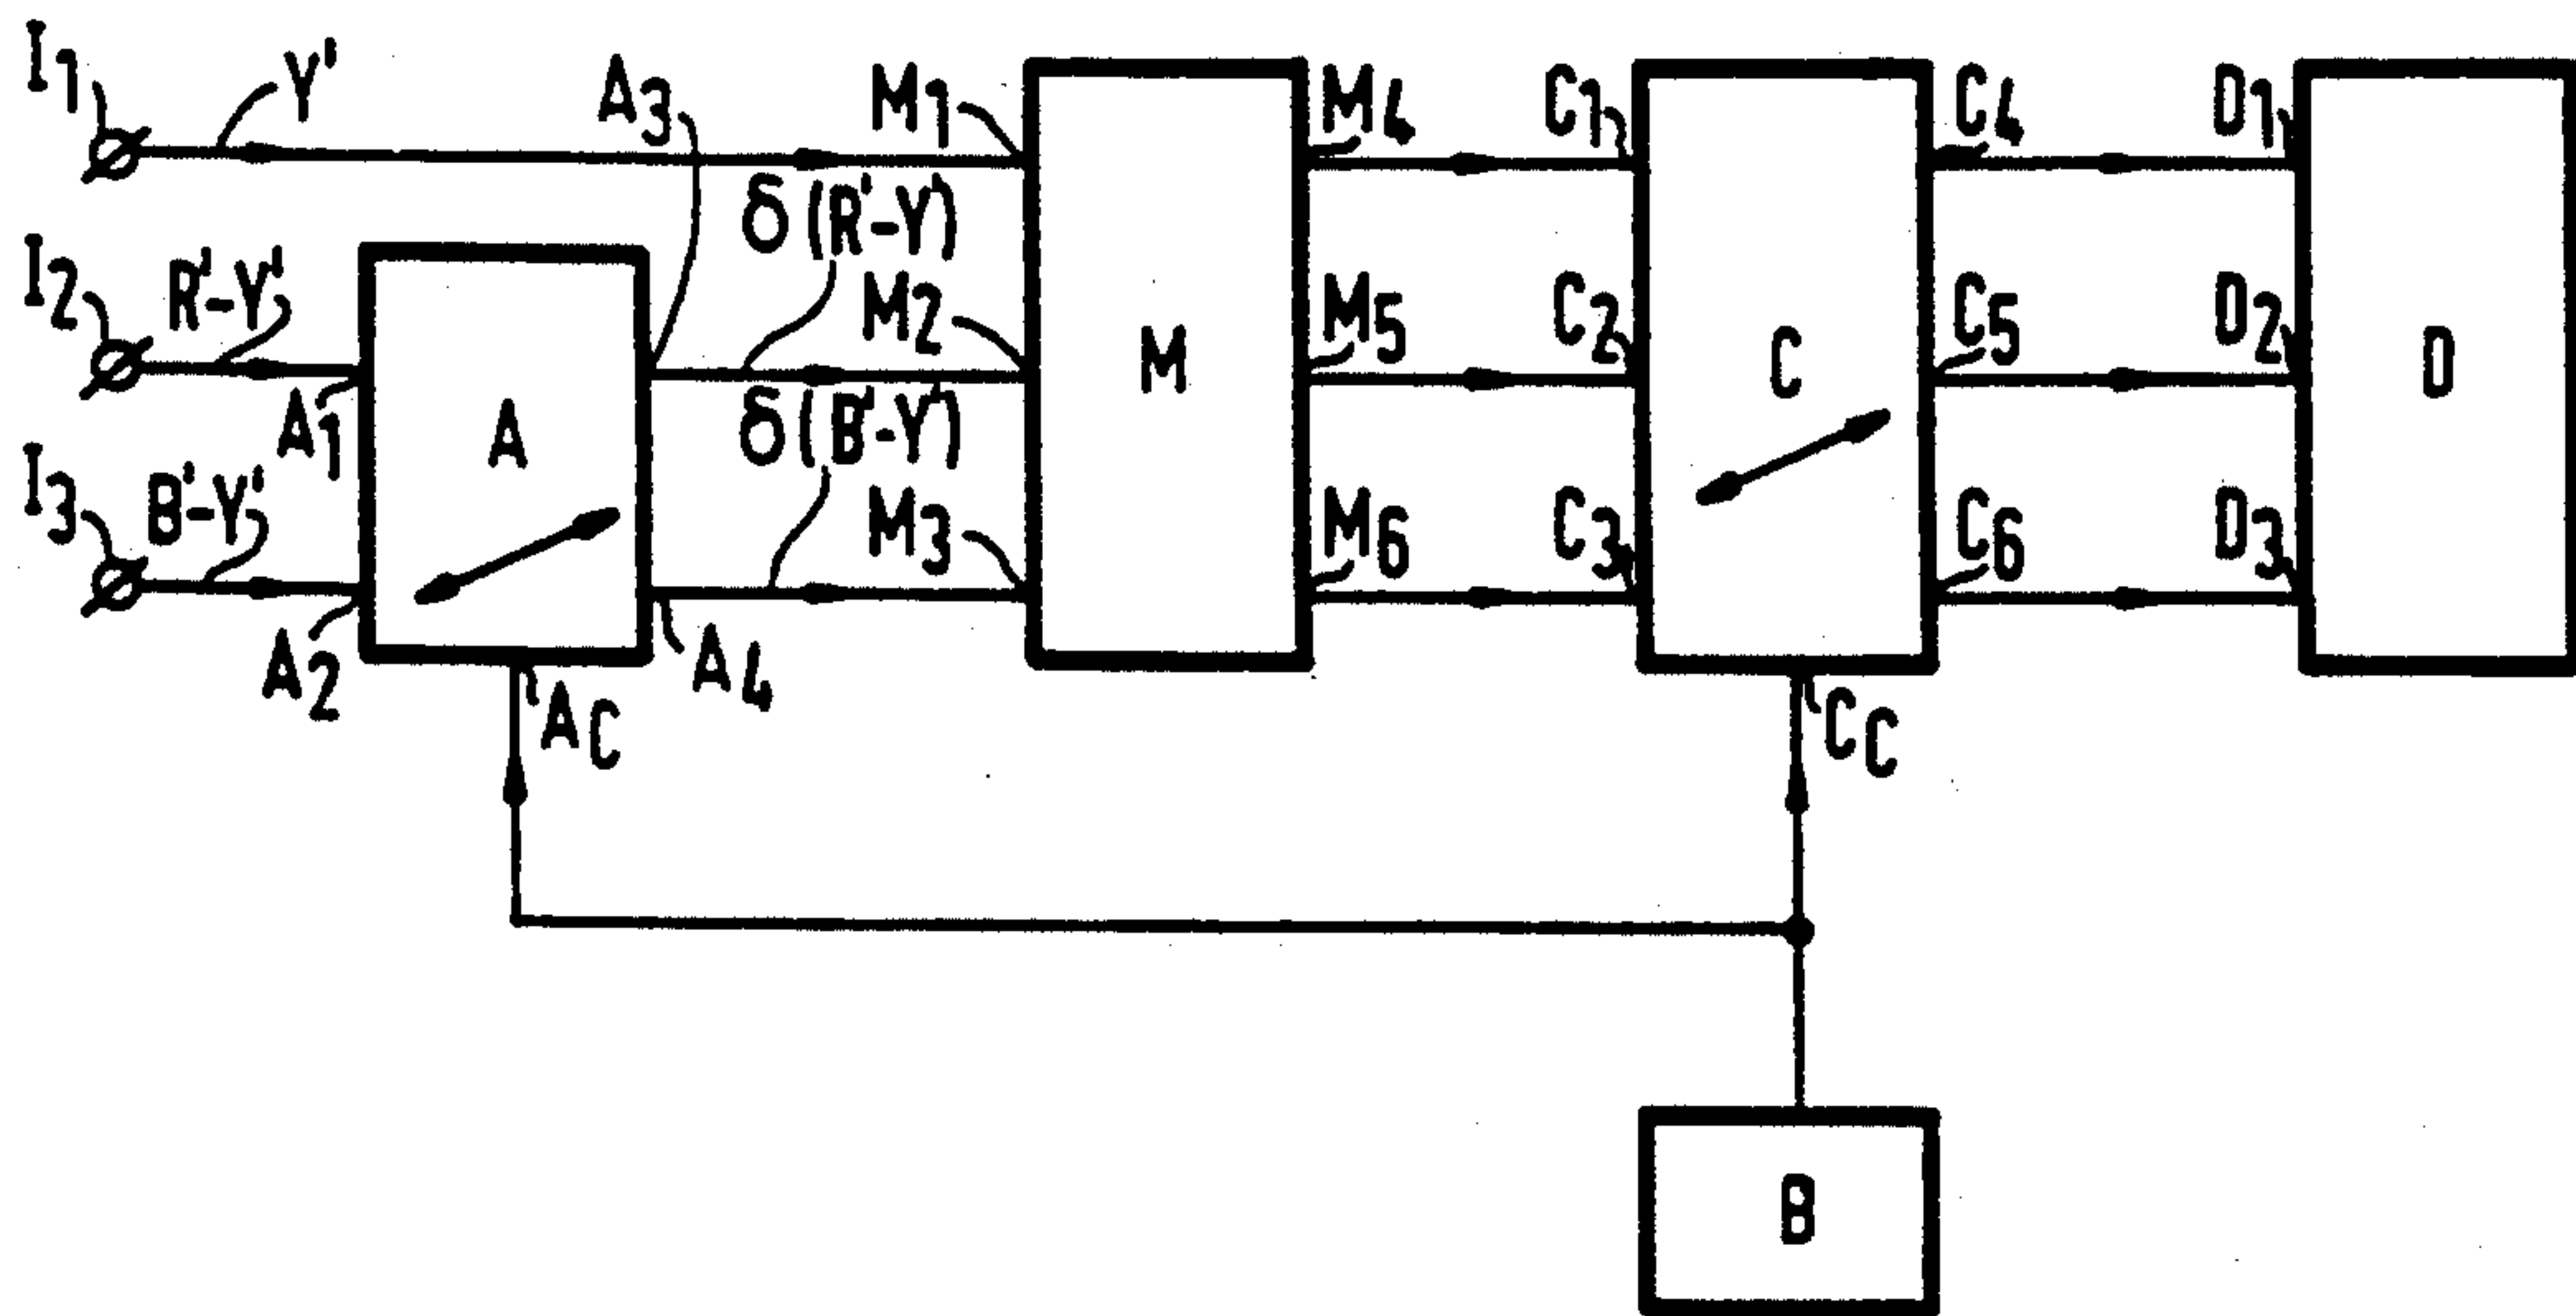 I1 Y' A3 M1 M4 C1 C4 D1
δ(R'-Y')
I2 R'-Y' M2 M5 C2 C5 D2
A1 A M C D
δ(B'-Y')
I3 B'-Y' M3 M6 C3 C6 D3
A2 A4
AC CC
B